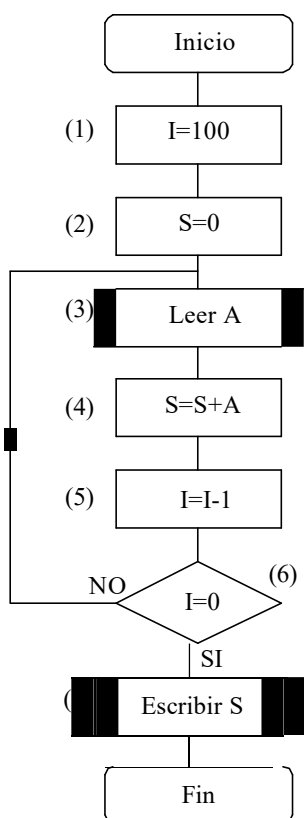 Inicio
(1) I=100
(2) S=0
(3) Leer A
(4) S=S+A
(5) I=I-1
(6)
NO I=0
SI
( Escribir S
Fin